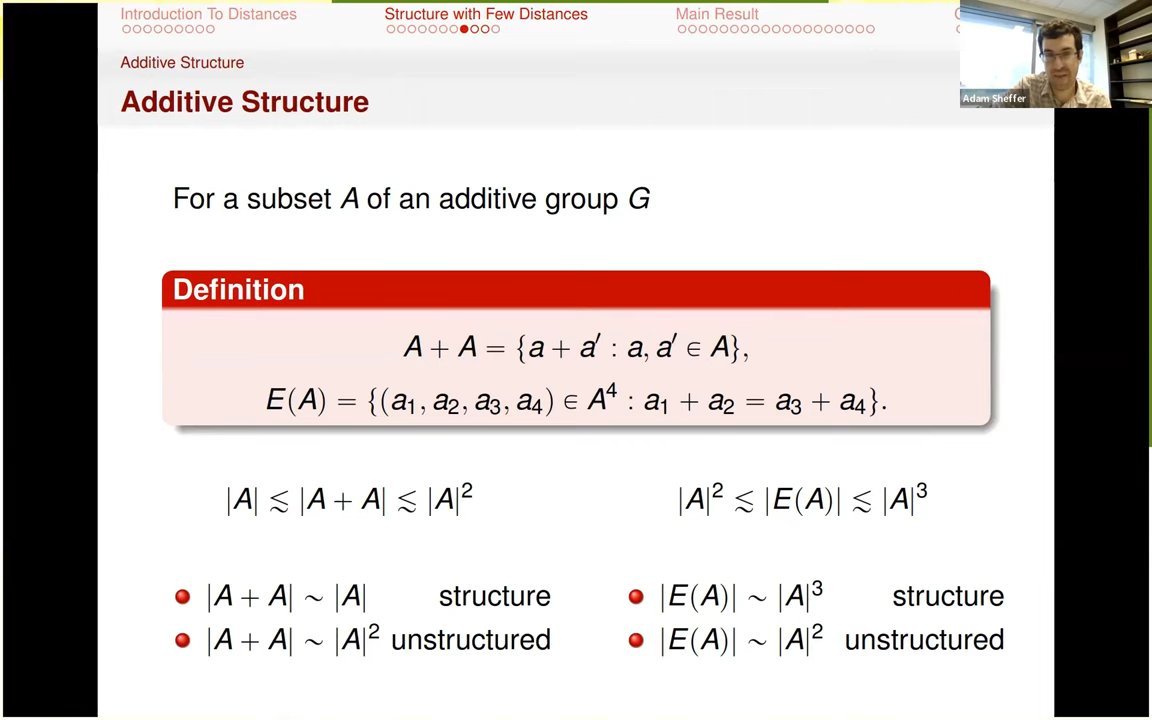 Introduction To Distances
Structure with Few Distances
Main Result
Adam Sheffer
Additive Structure
Additive Structure
For a subset A of an additive group G
Definition
A + A = {a + a′ : a, a′ ∈ A},
E(A) = {(a₁, a₂, a₃, a₄) ∈ A⁴ : a₁ + a₂ = a₃ + a₄}.
|A| ≲ |A + A| ≲ |A|²
|A|² ≲ |E(A)| ≲ |A|³
|A + A| ∼ |A| structure
|A + A| ∼ |A|² unstructured
|E(A)| ∼ |A|³ structure
|E(A)| ∼ |A|² unstructured